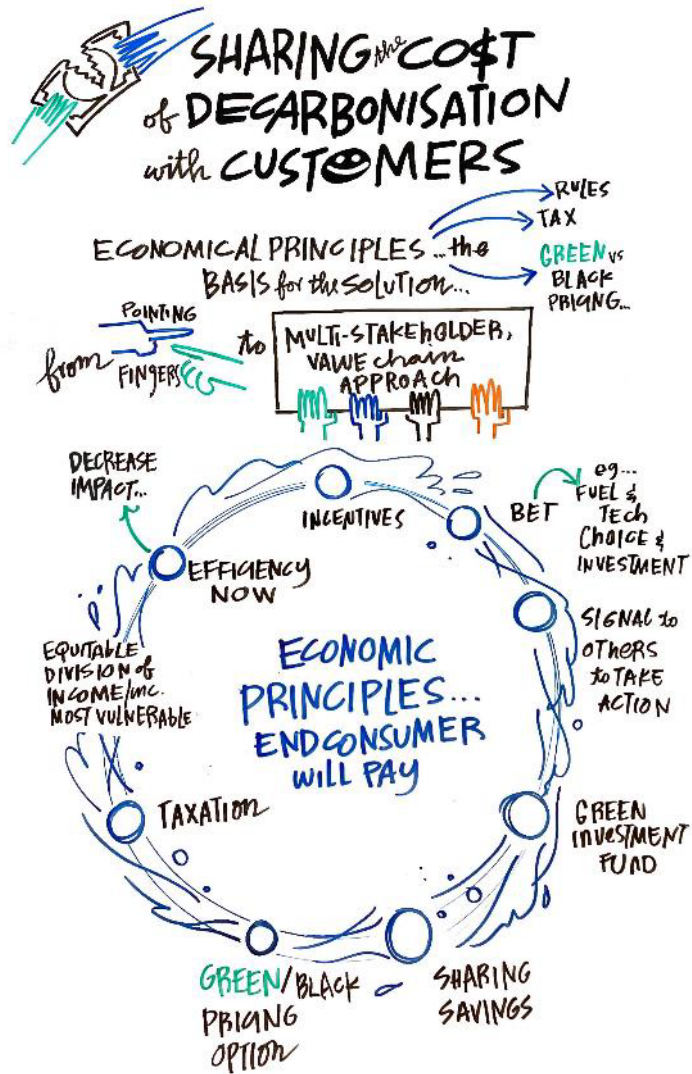 SHARING the CO$T
of DECARBONISATION
with CUSTOMERS
ECONOMICAL PRINCIPLES... the
BASIS for the SOLUTION...
RULES
TAX
GREEN vs
BLACK
PRICING...
from
POINTING
FINGERS
to
MULTI-STAKEHOLDER,
VALUE chain
APPROACH
DECREASE
IMPACT...
EFFICIENCY
NOW
INCENTIVES
BET
eg...
FUEL &
TECH
CHOICE &
INVESTMENT
SIGNAL to
OTHERS
to TAKE
ACTION
GREEN
INVESTMENT
FUND
SHARING
SAVINGS
GREEN/BLACK
PRICING
OPTION
TAXATION
EQUITABLE
DIVISION of
INCOME/inc.
MOST VULNERABLE
ECONOMIC
PRINCIPLES...
END CONSUMER
WILL PAY